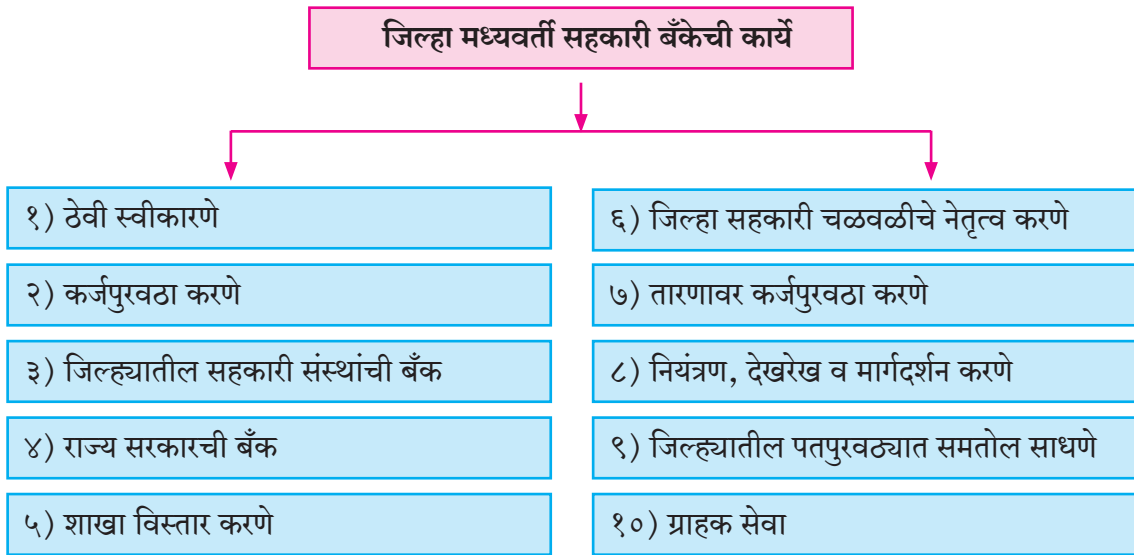 जिल्हा मध्यवर्ती सहकारी बँकेची कार्ये
१) ठेवी स्वीकारणे
२) कर्जपुरवठा करणे
३) जिल्ह्यातील सहकारी संस्थांची बँक
४) राज्य सरकारची बँक
५) शाखा विस्तार करणे
६) जिल्हा सहकारी चळवळीचे नेतृत्व करणे
७) तारणावर कर्जपुरवठा करणे
८) नियंत्रण, देखरेख व मार्गदर्शन करणे
९) जिल्ह्यातील पतपुरवठ्यात समतोल साधणे
१०) ग्राहक सेवा